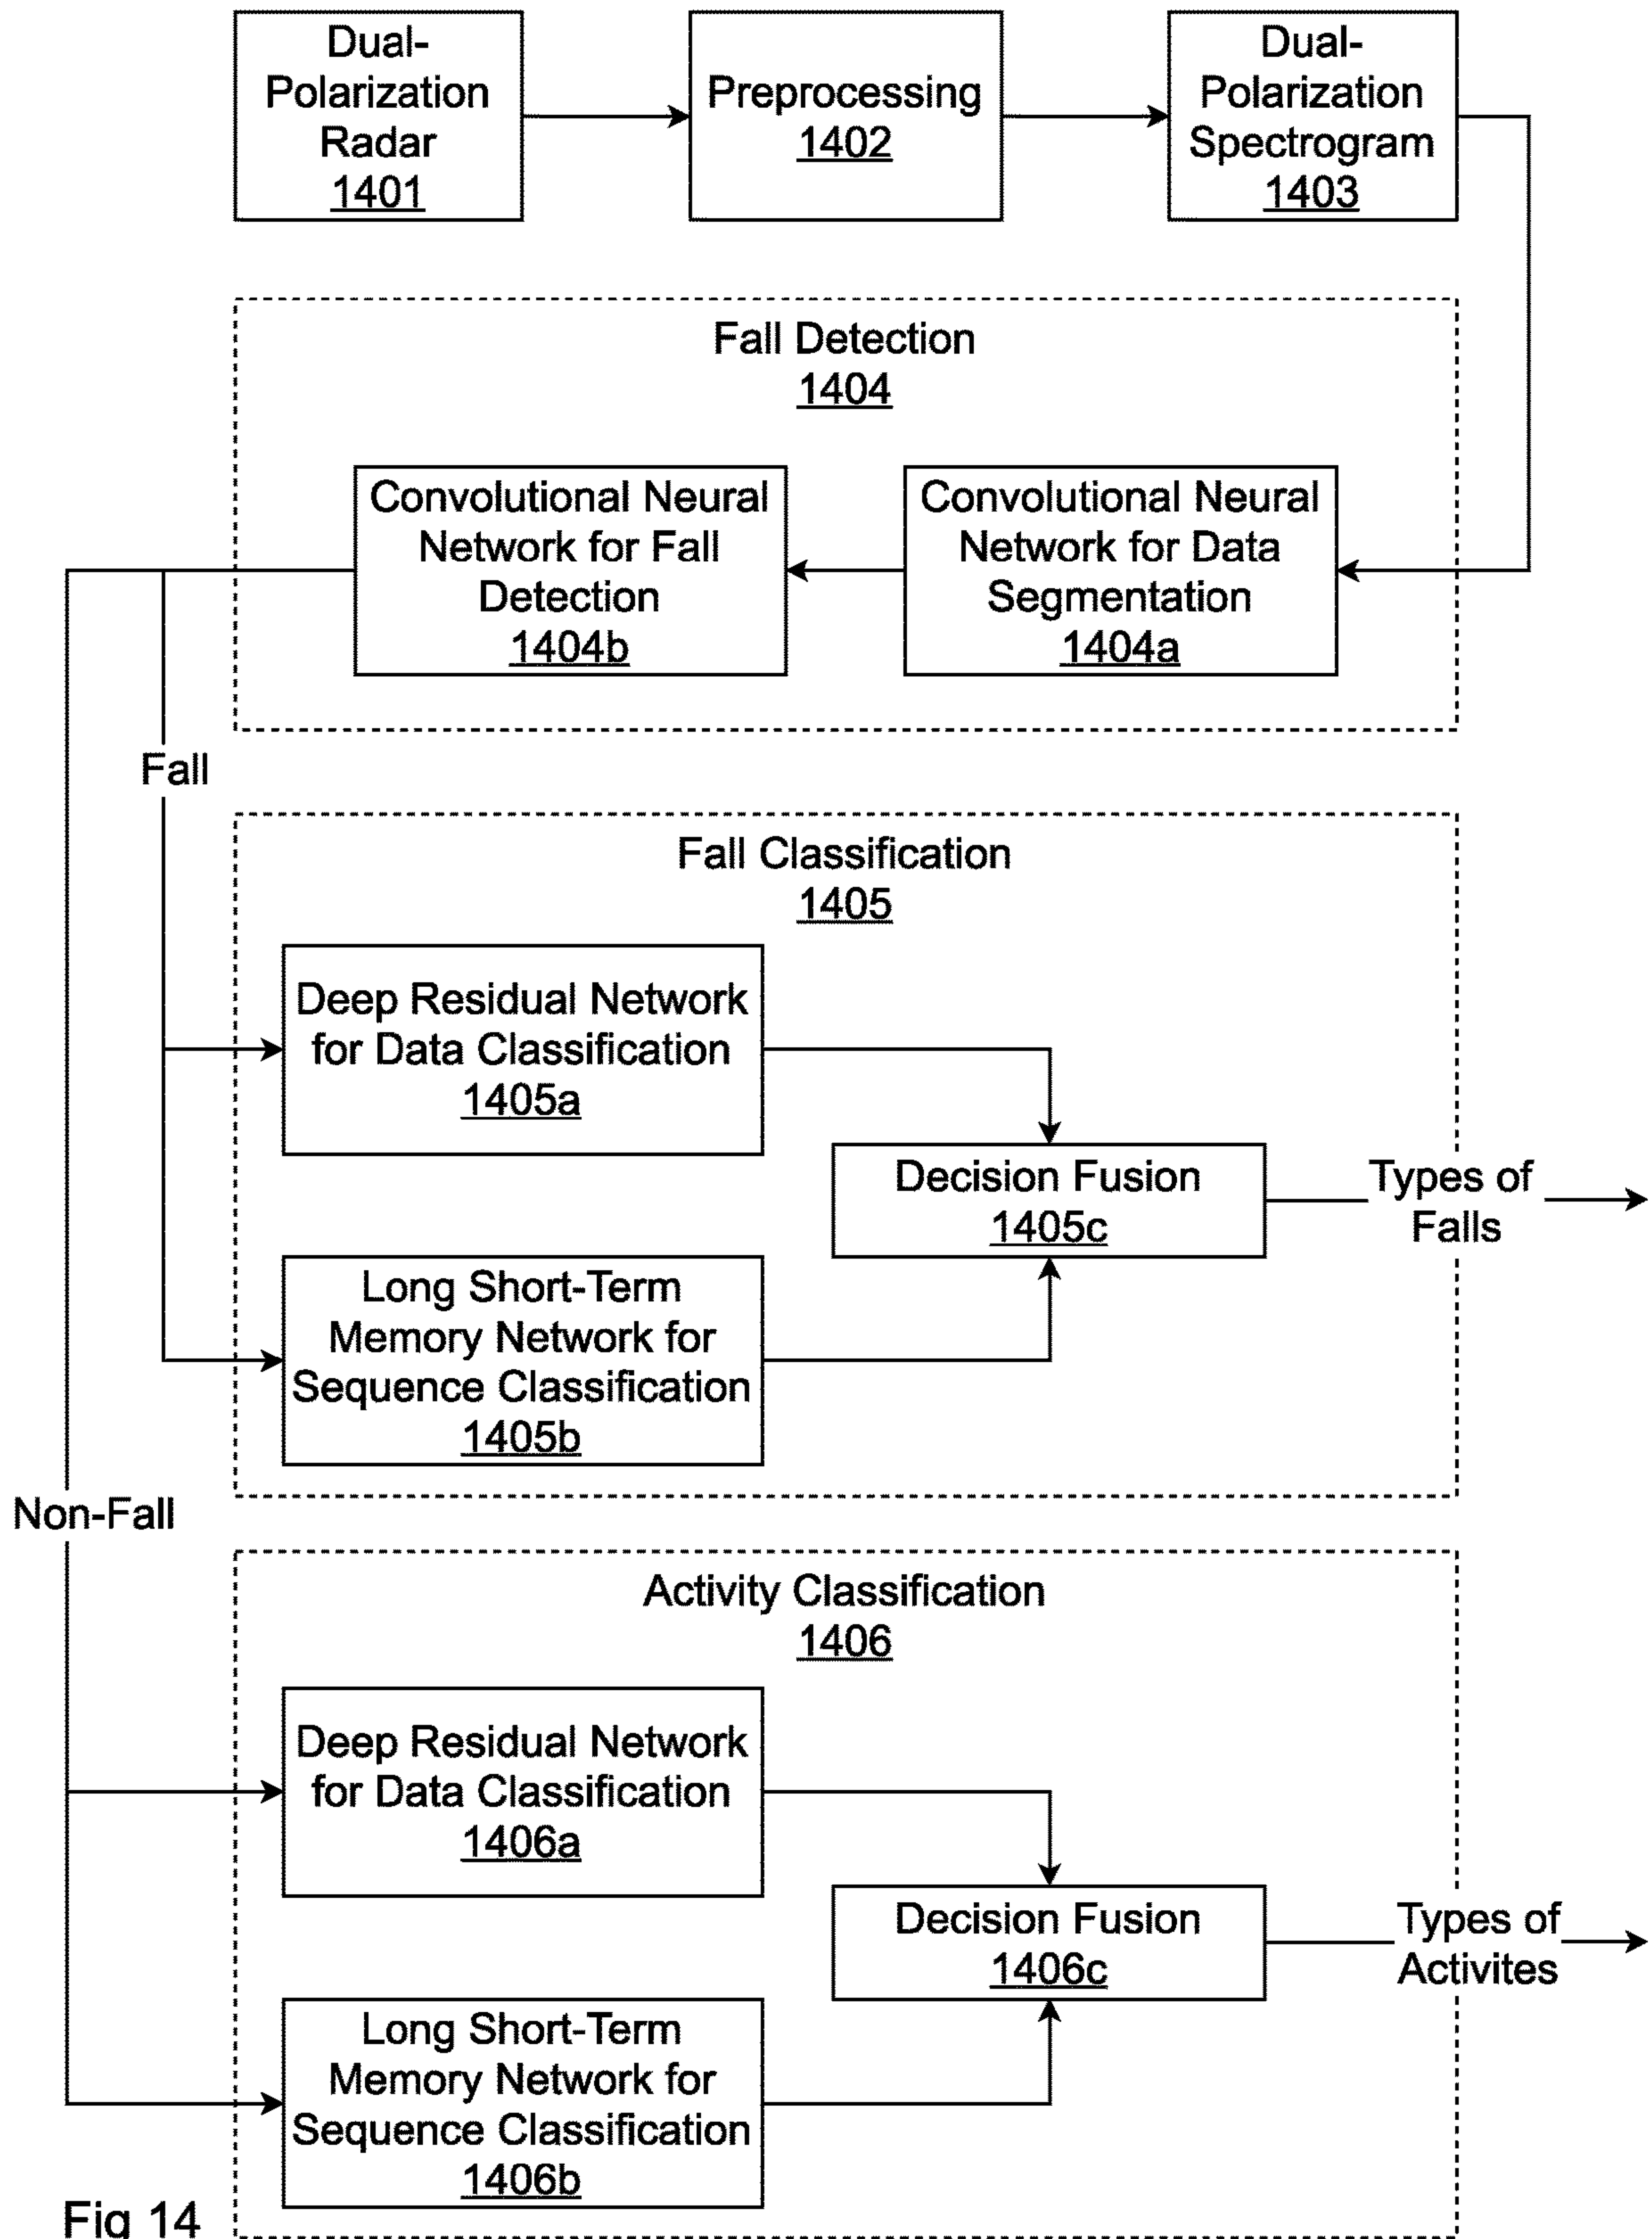 Dual-
Polarization
Radar
1401
Preprocessing
1402
Dual-
Polarization
Spectrogram
1403
Fall Detection
1404
Convolutional Neural
Network for Fall
Detection
1404b
Convolutional Neural
Network for Data
Segmentation
1404a
Fall
Fall Classification
1405
Deep Residual Network
for Data Classification
1405a
Decision Fusion
1405c
Types of
Falls
Long Short-Term
Memory Network for
Sequence Classification
1405b
Non-Fall
Activity Classification
1406
Deep Residual Network
for Data Classification
1406a
Decision Fusion
1406c
Types of
Activites
Long Short-Term
Memory Network for
Sequence Classification
1406b
Fig 14